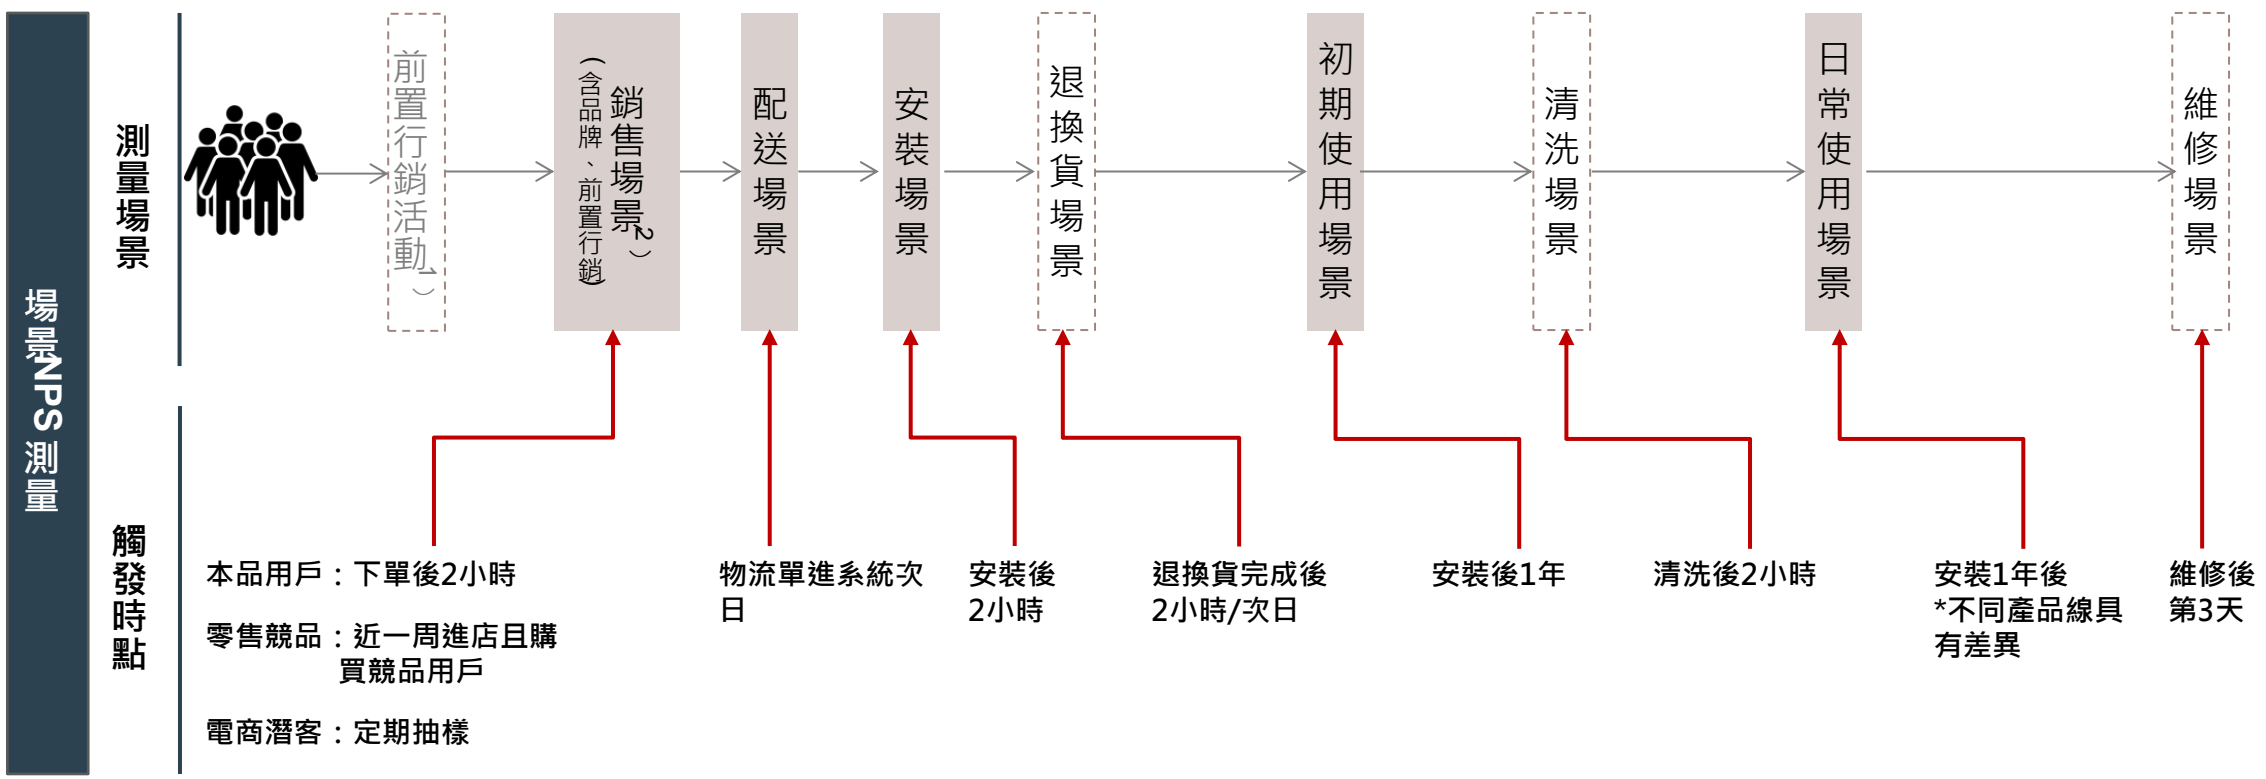 場景NPS測量
測量場景
前置行銷活動1）
銷售場景2）
(含品牌、前置行銷)
配送場景
安裝場景
退換貨場景
初期使用場景
清洗場景
日常使用場景
維修場景
觸發時點
本品用戶：下單後2小時
零售競品：近一周進店且購
買競品用戶
電商潛客：定期抽樣
物流單進系統次
日
安裝後
2小時
退換貨完成後
2小時/次日
安裝後1年
清洗後2小時
安裝1年後
*不同產品線具
有差異
維修後
第3天